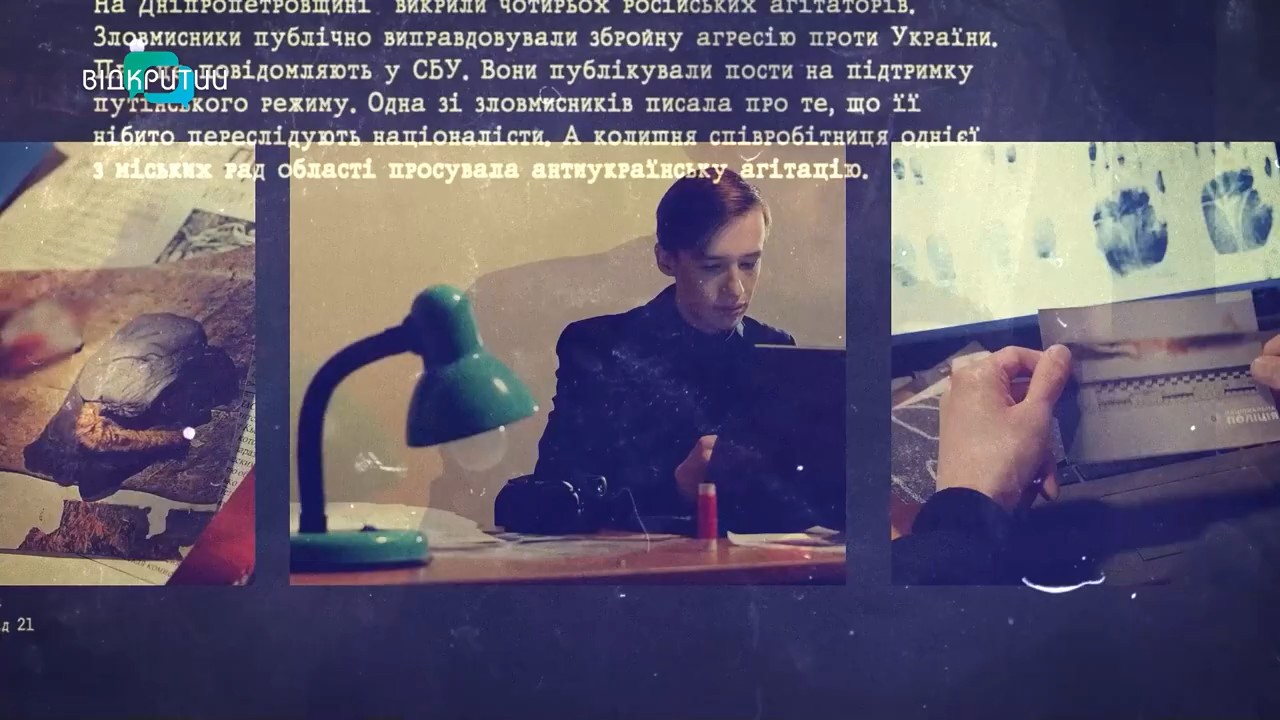 На Дніпропетровщині викрили чотирьох російських агітаторів.
Зловмисники публічно виправдовували збройну агресію проти України.
повідомляють у СБУ. Вони публікували пости на підтримку
путінського режиму. Одна зі зловмисників писала про те, що її
нібито переслідують націоналісти. А колишня співробітниця однієї
з міських рад області просувала антиукраїнську агітацію.
ВІДКРИТИЙ
21